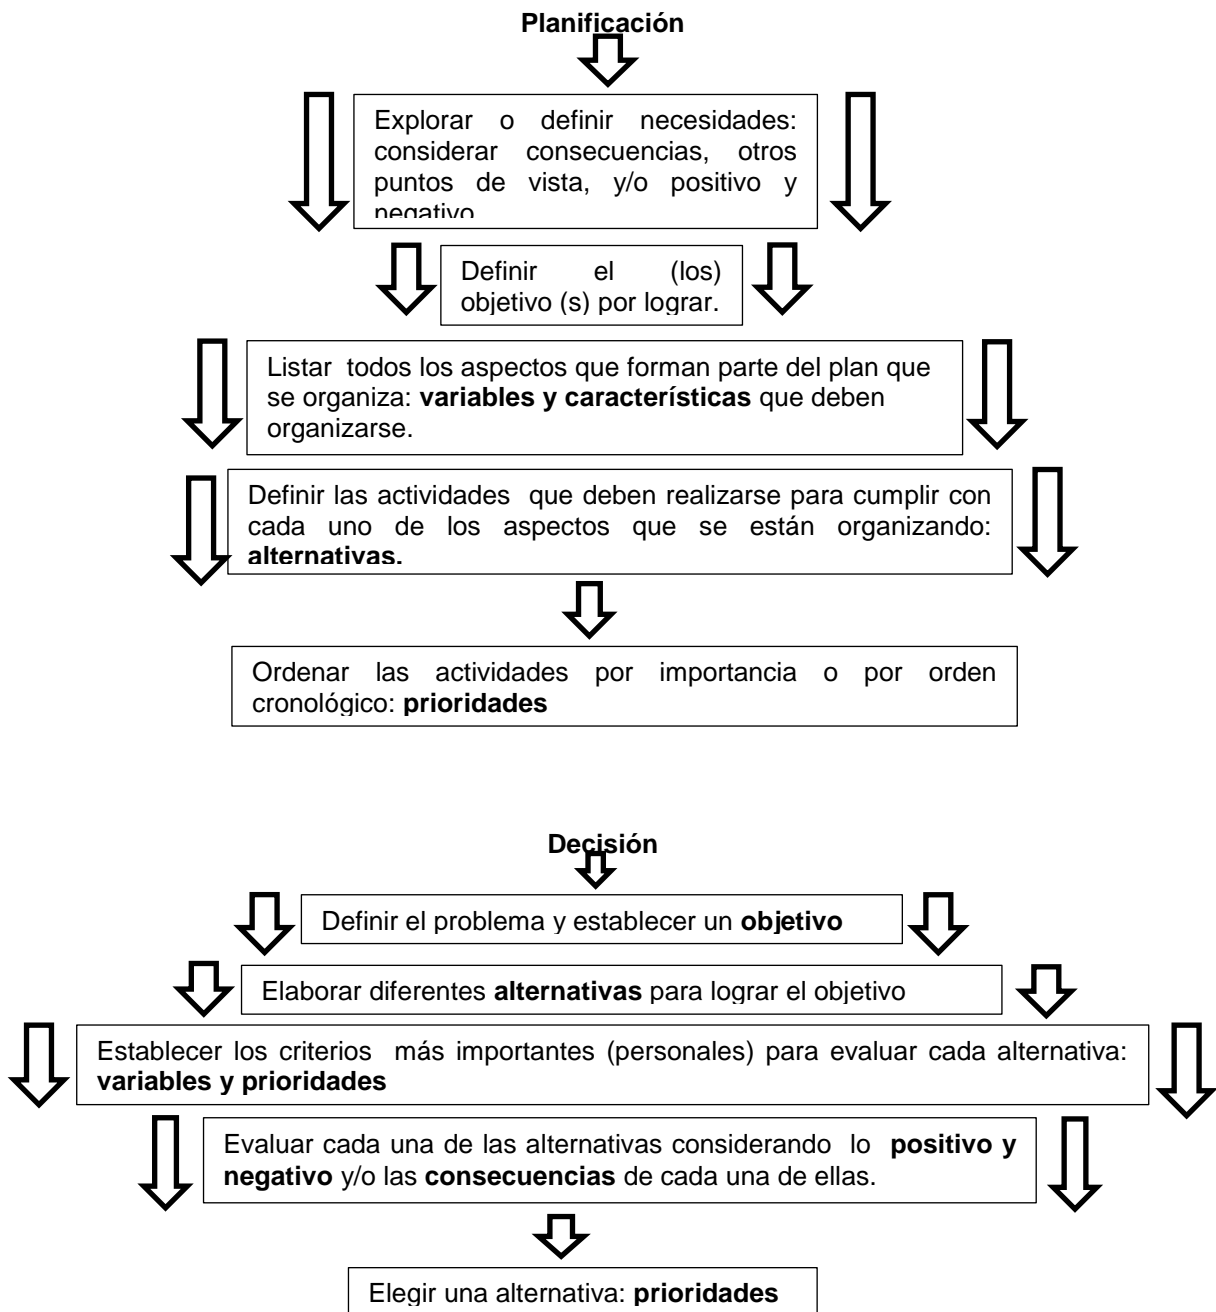 Planificación
Explorar o definir necesidades:
considerar consecuencias, otros
puntos de vista, y/o positivo y
negativo
Definir el (los)
objetivo (s) por lograr.
Listar todos los aspectos que forman parte del plan que
se organiza: variables y características que deben
organizarse.
Definir las actividades que deben realizarse para cumplir con
cada uno de los aspectos que se están organizando:
alternativas.
Ordenar las actividades por importancia o por orden
cronológico: prioridades
Decisión
Definir el problema y establecer un objetivo
Elaborar diferentes alternativas para lograr el objetivo
Establecer los criterios más importantes (personales) para evaluar cada alternativa:
variables y prioridades
Evaluar cada una de las alternativas considerando lo positivo y
negativo y/o las consecuencias de cada una de ellas.
Elegir una alternativa: prioridades